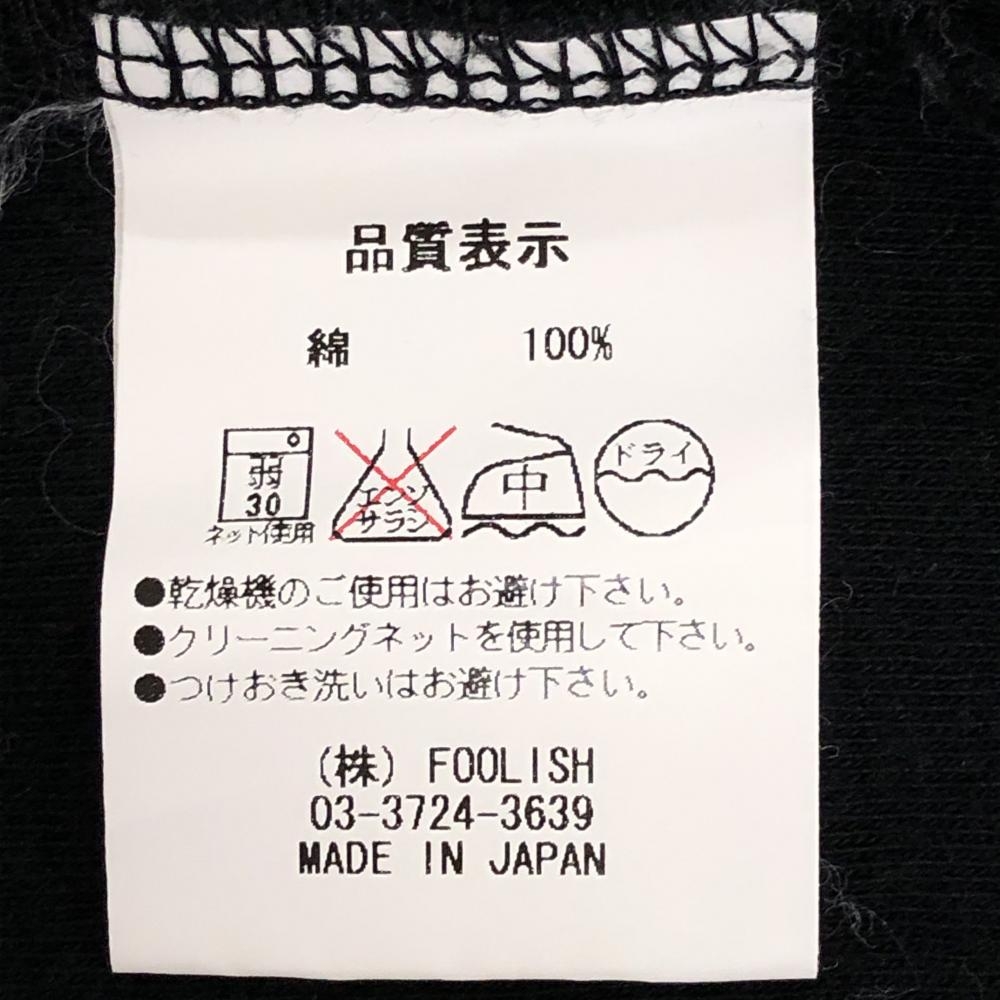 品質表示
綿 100%
弱 30 ネット使用
エンソ サラシ
中
ドライ
●乾燥機のご使用はお避け下さい。
●クリーニングネットを使用して下さい。
●つけおき洗いはお避け下さい。
(株) FOOLISH
03-3724-3639
MADE IN JAPAN